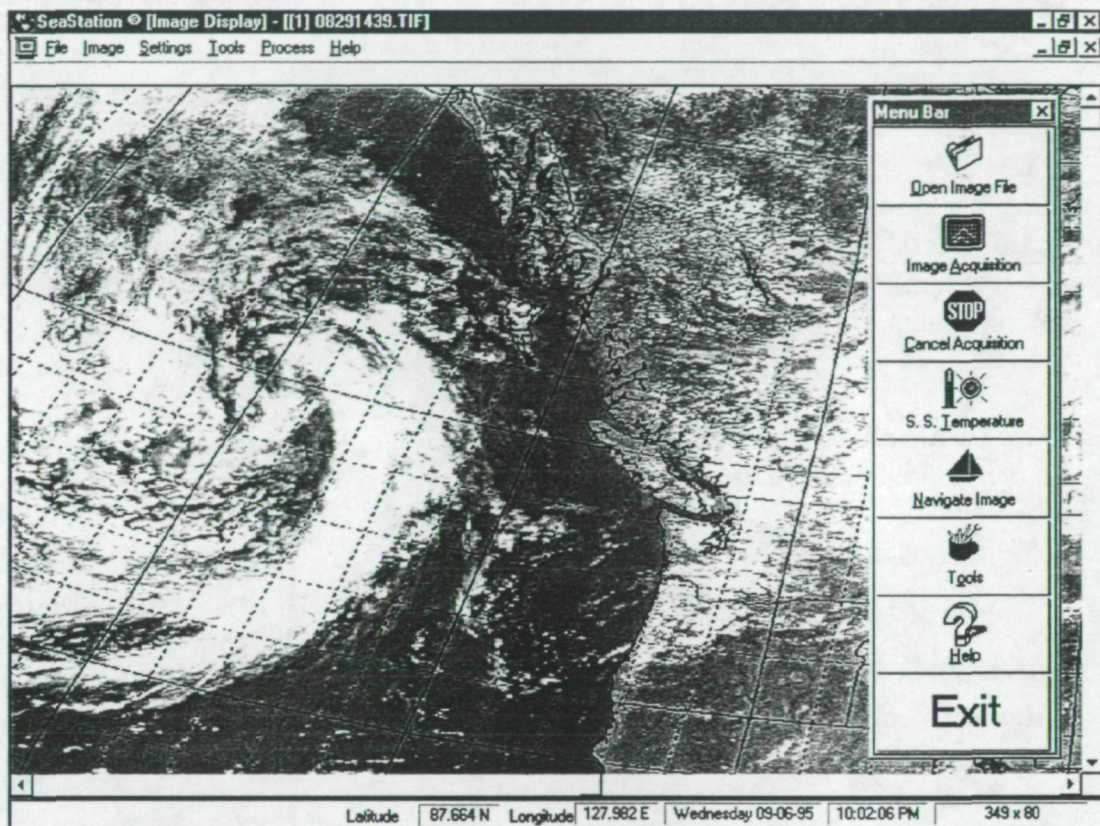 SeaStation © [Image Display] - [[1] 08291439.TIF]
File Image Settings Tools Process Help
Menu Bar
Open Image File
Image Acquisition
STOP
Cancel Acquisition
S. S. Temperature
Navigate Image
Tools
Help
Exit
Latitude 87.664 N Longitude 127.982 E Wednesday 09-06-95 10:02:06 PM 349 x 80